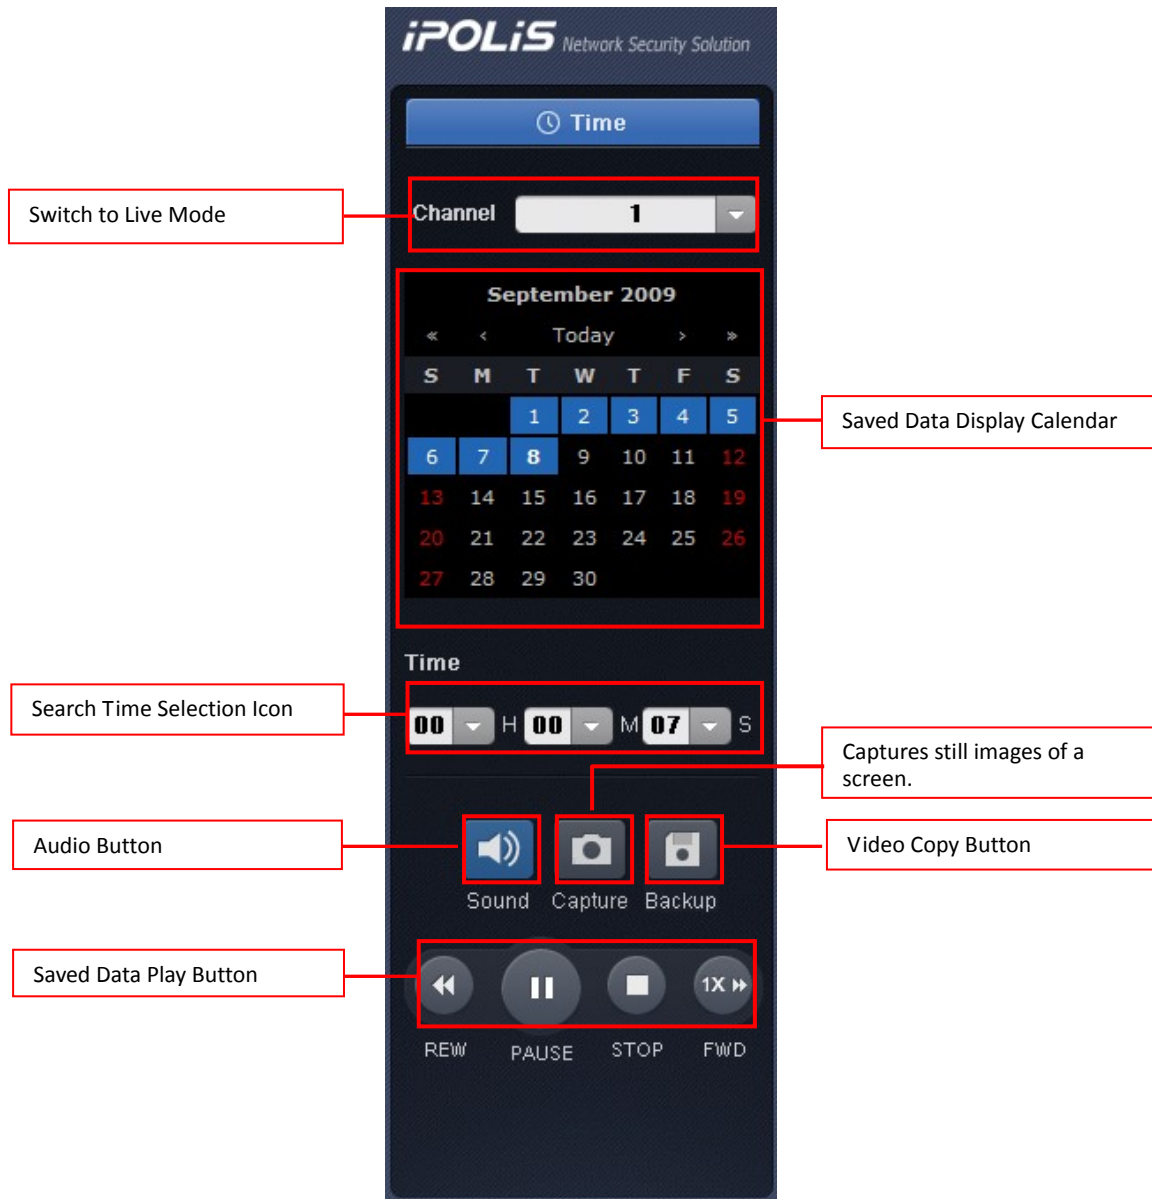 iPOLiS Network Security Solution
Time
Switch to Live Mode
Channel 1
September 2009
« ‹ Today › »
S M T W T F S
1 2 3 4 5
6 7 8 9 10 11 12
13 14 15 16 17 18 19
20 21 22 23 24 25 26
27 28 29 30
Saved Data Display Calendar
Time
Search Time Selection Icon
00 H 00 M 07 S
Captures still images of a
screen.
Audio Button
Video Copy Button
Sound Capture Backup
Saved Data Play Button
1X
REW PAUSE STOP FWD